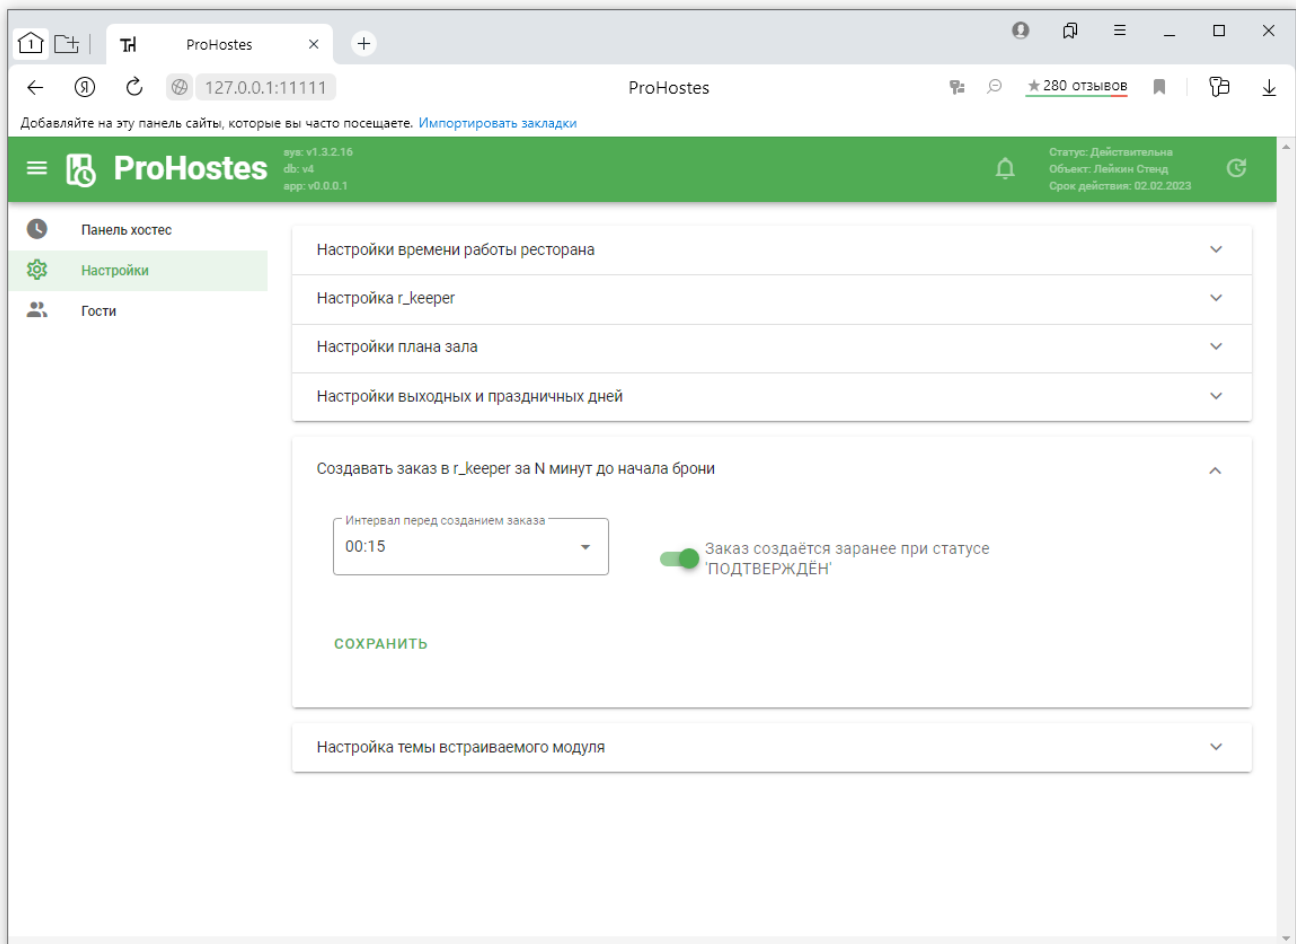 1
TH
ProHostes
Я
127.0.0.1:11111
ProHostes
★ 280 отзывов
Добавляйте на эту панель сайты, которые вы часто посещаете. Импортировать закладки
ProHostes
sys: v1.3.2.16
db: v4
app: v0.0.0.1
Статус: Действительна
Объект: Лейкин Стенд
Срок действия: 02.02.2023
Панель хостес
Настройки
Гости
Настройки времени работы ресторана
Настройка r_keeper
Настройки плана зала
Настройки выходных и праздничных дней
Создавать заказ в r_keeper за N минут до начала брони
Интервал перед созданием заказа
00:15
Заказ создаётся заранее при статусе
'ПОДТВЕРЖДЁН'
СОХРАНИТЬ
Настройка темы встраиваемого модуля